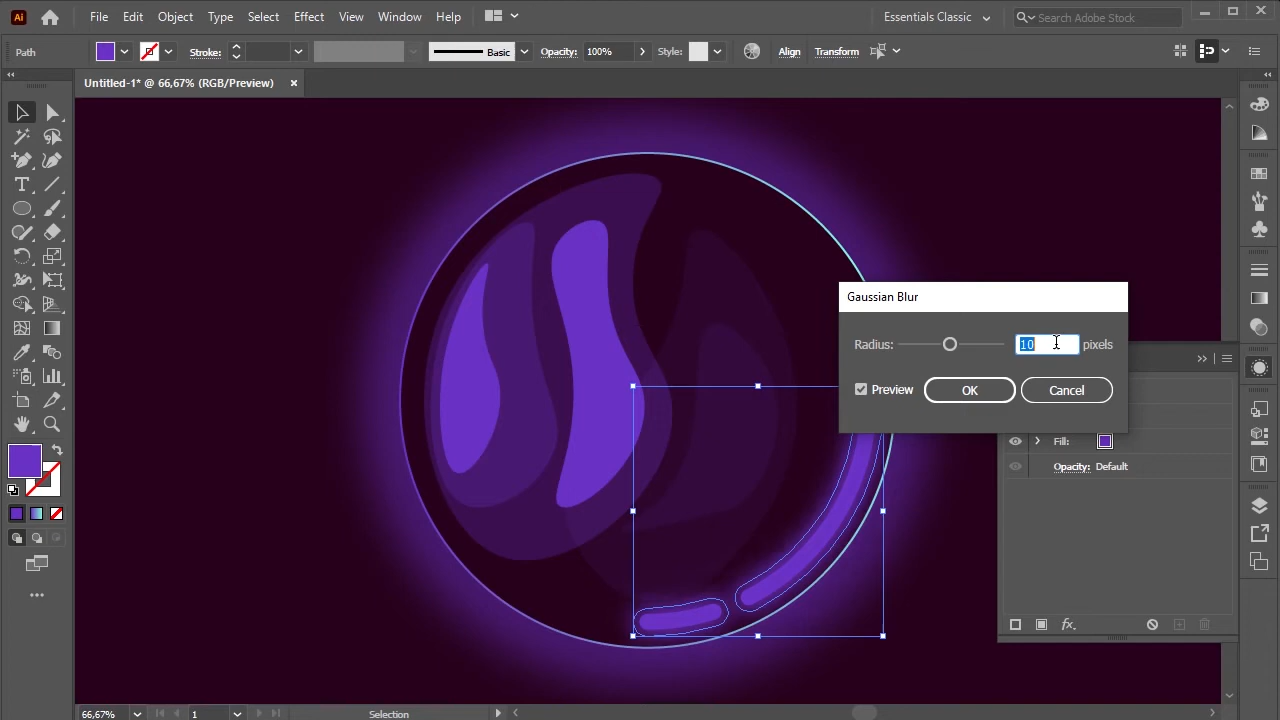 Ai File Edit Object Type Select Effect View Window Help Essentials Classic Search Adobe Stock
Path Stroke: Basic Opacity: 100% Style: Align Transform
Untitled-1* @ 66,67% (RGB/Preview) ×
Gaussian Blur
Radius: 10 pixels
Preview OK Cancel
Fill:
Opacity: Default
fx
66,67% 1 Selection